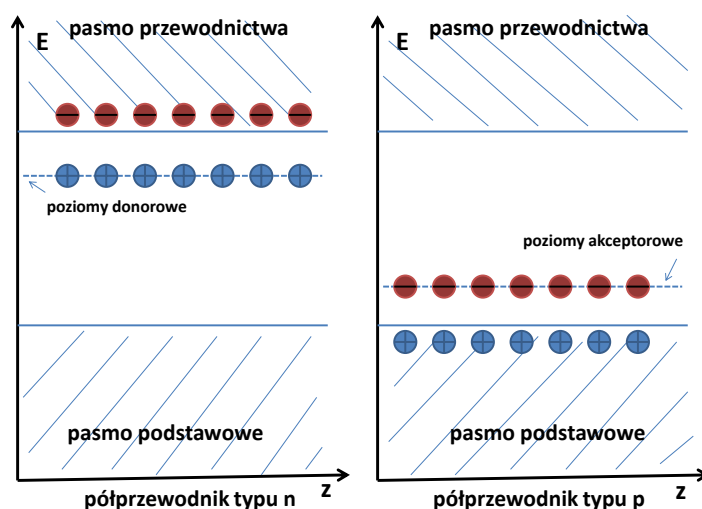 E
pasmo przewodnictwa
poziomy donorowe
pasmo podstawowe
z
półprzewodnik typu n
E
pasmo przewodnictwa
poziomy akceptorowe
pasmo podstawowe
z
półprzewodnik typu p